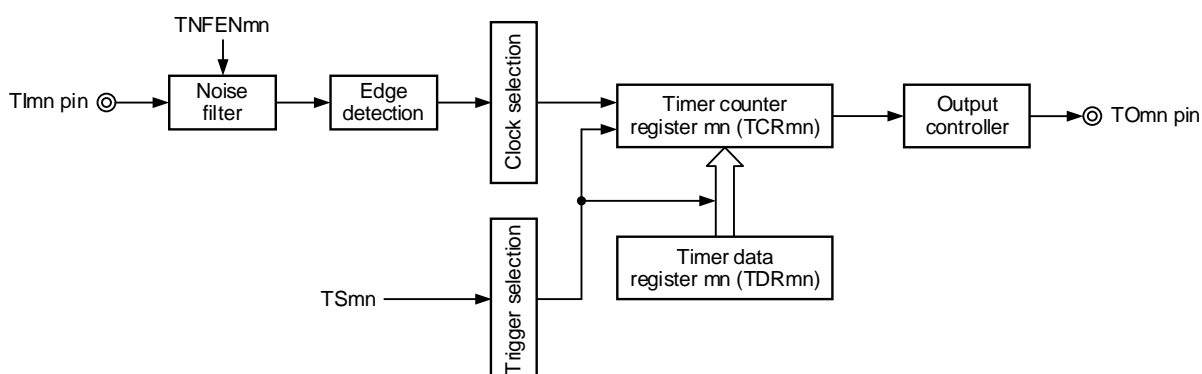 TNFENmn
TImn pin
Noise
filter
Edge
detection
Clock selection
Timer counter
register mn (TCRmn)
Output
controller
TOmn pin
TSmn
Trigger selection
Timer data
register mn (TDRmn)